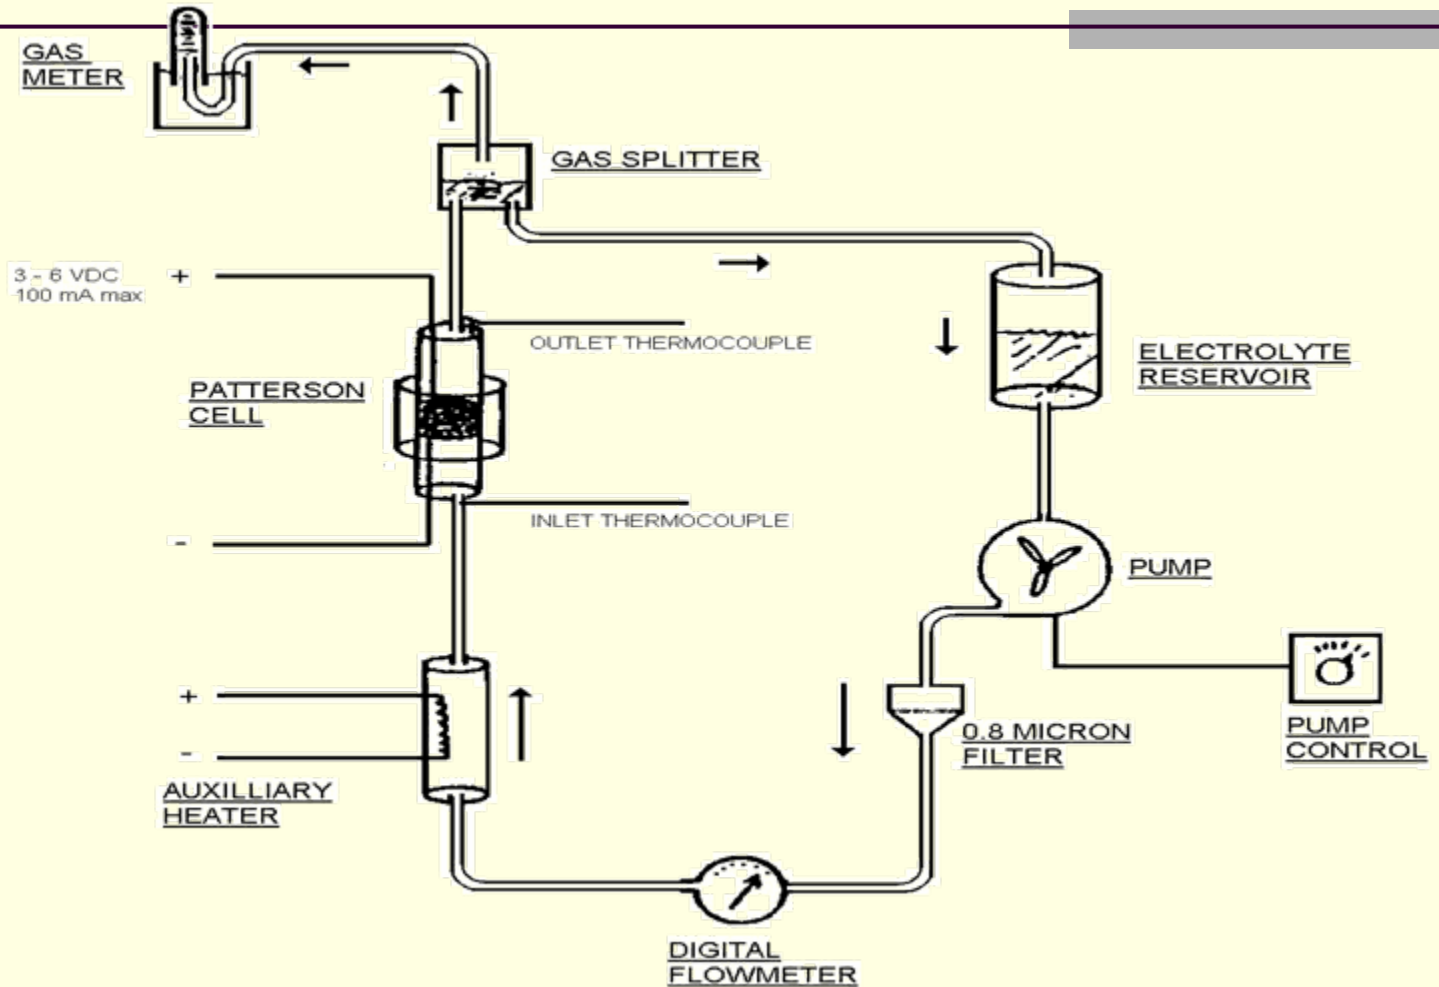 GAS
METER
GAS SPLITTER
3 - 6 VDC +
100 mA max
OUTLET THERMOCOUPLE
ELECTROLYTE
RESERVOIR
PATTERSON
CELL
INLET THERMOCOUPLE
-
PUMP
+
-
0.8 MICRON
FILTER
PUMP
CONTROL
AUXILLIARY
HEATER
DIGITAL
FLOWMETER